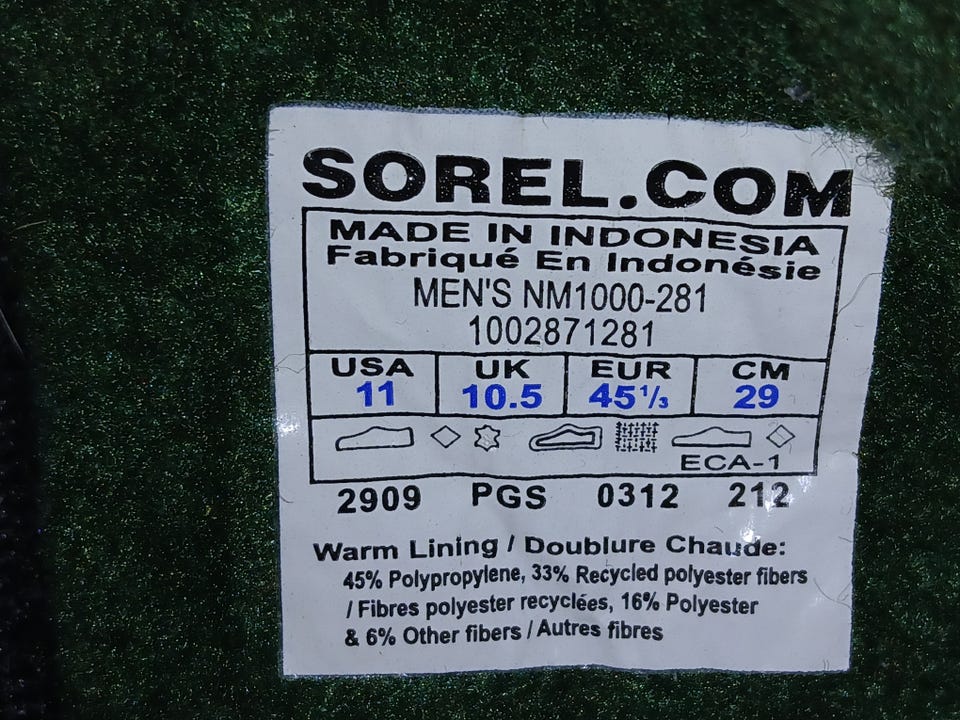 SOREL.COM
MADE IN INDONESIA
Fabriqué En Indonésie
MEN'S NM1000-281
1002871281
USA UK EUR CM
11 10.5 45 1/3 29
ECA-1
2909 PGS 0312 212
Warm Lining / Doublure Chaude:
45% Polypropylene, 33% Recycled polyester fibers
/ Fibres polyester recyclées, 16% Polyester
& 6% Other fibers / Autres fibres